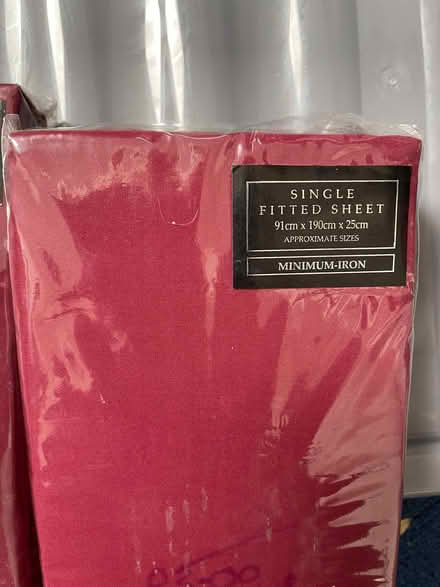 SINGLE
FITTED SHEET
91cm x 190cm x 25cm
APPROXIMATE SIZES
MINIMUM-IRON